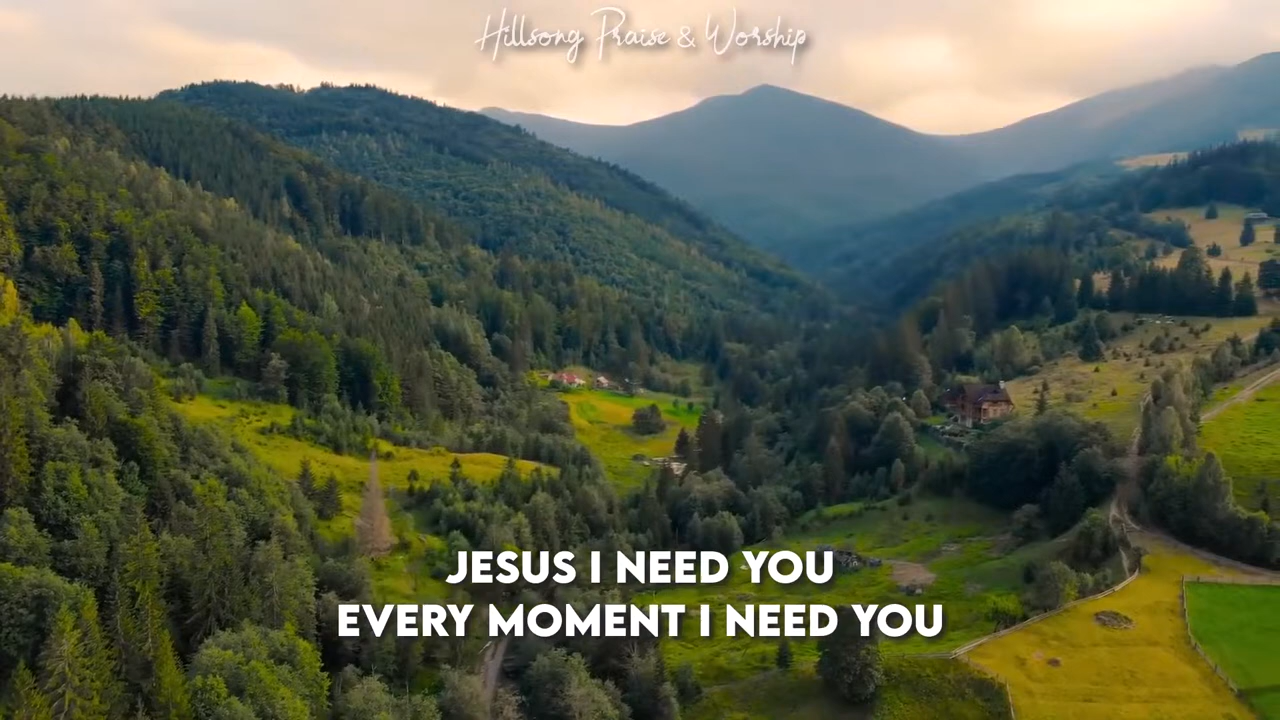 Hillsong Praise & Worship
JESUS I NEED YOU
EVERY MOMENT I NEED YOU